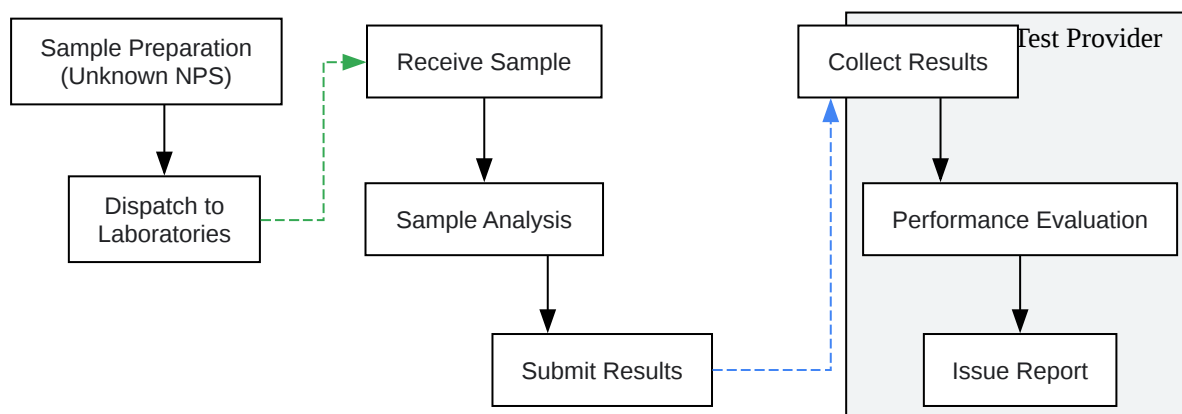 Sample Preparation
(Unknown NPS)
Dispatch to
Laboratories
Receive Sample
Sample Analysis
Submit Results
Test Provider
Collect Results
Performance Evaluation
Issue Report